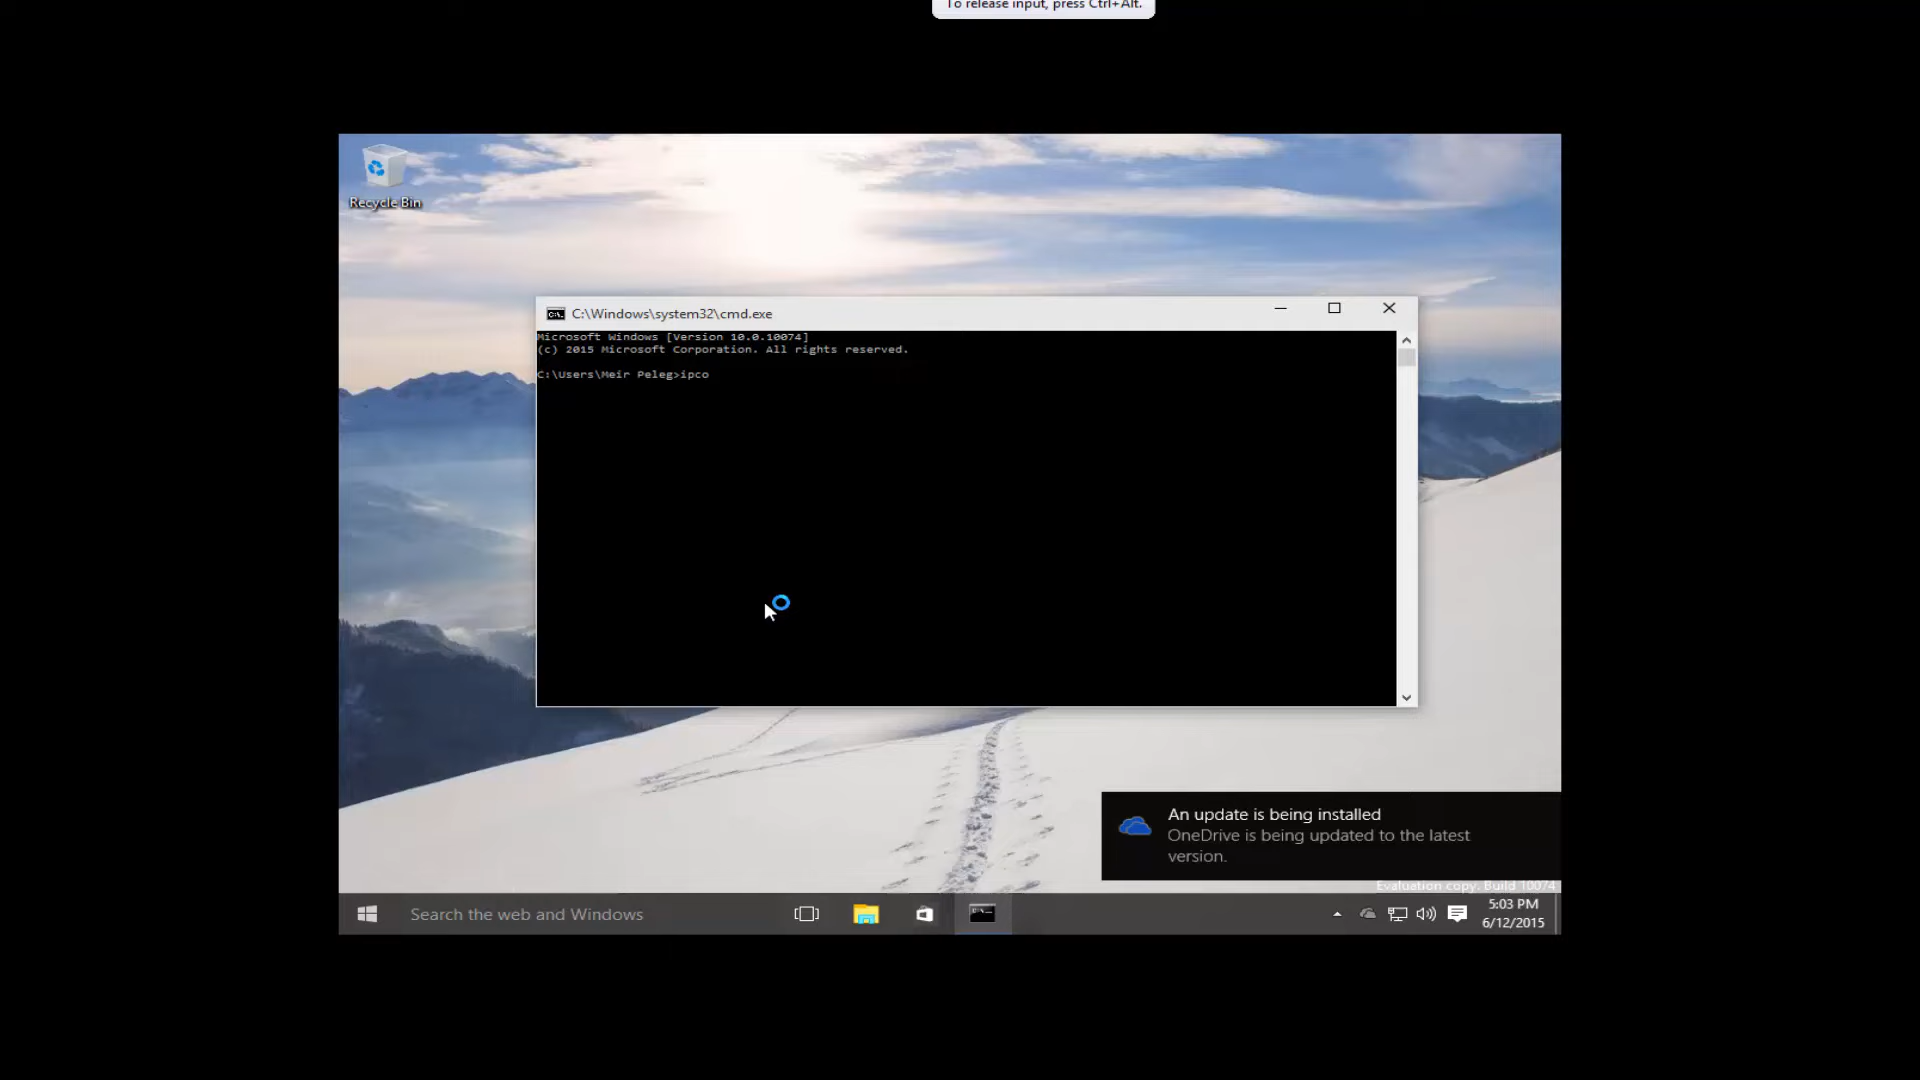 To release input, press Ctrl+Alt.
Recycle Bin
C:\Windows\system32\cmd.exe
Microsoft Windows [Version 10.0.10074]
(c) 2015 Microsoft Corporation. All rights reserved.
C:\Users\Meir Peleg>ipco
An update is being installed
OneDrive is being updated to the latest
version.
Evaluation copy. Build 10074
Search the web and Windows
5:03 PM
6/12/2015